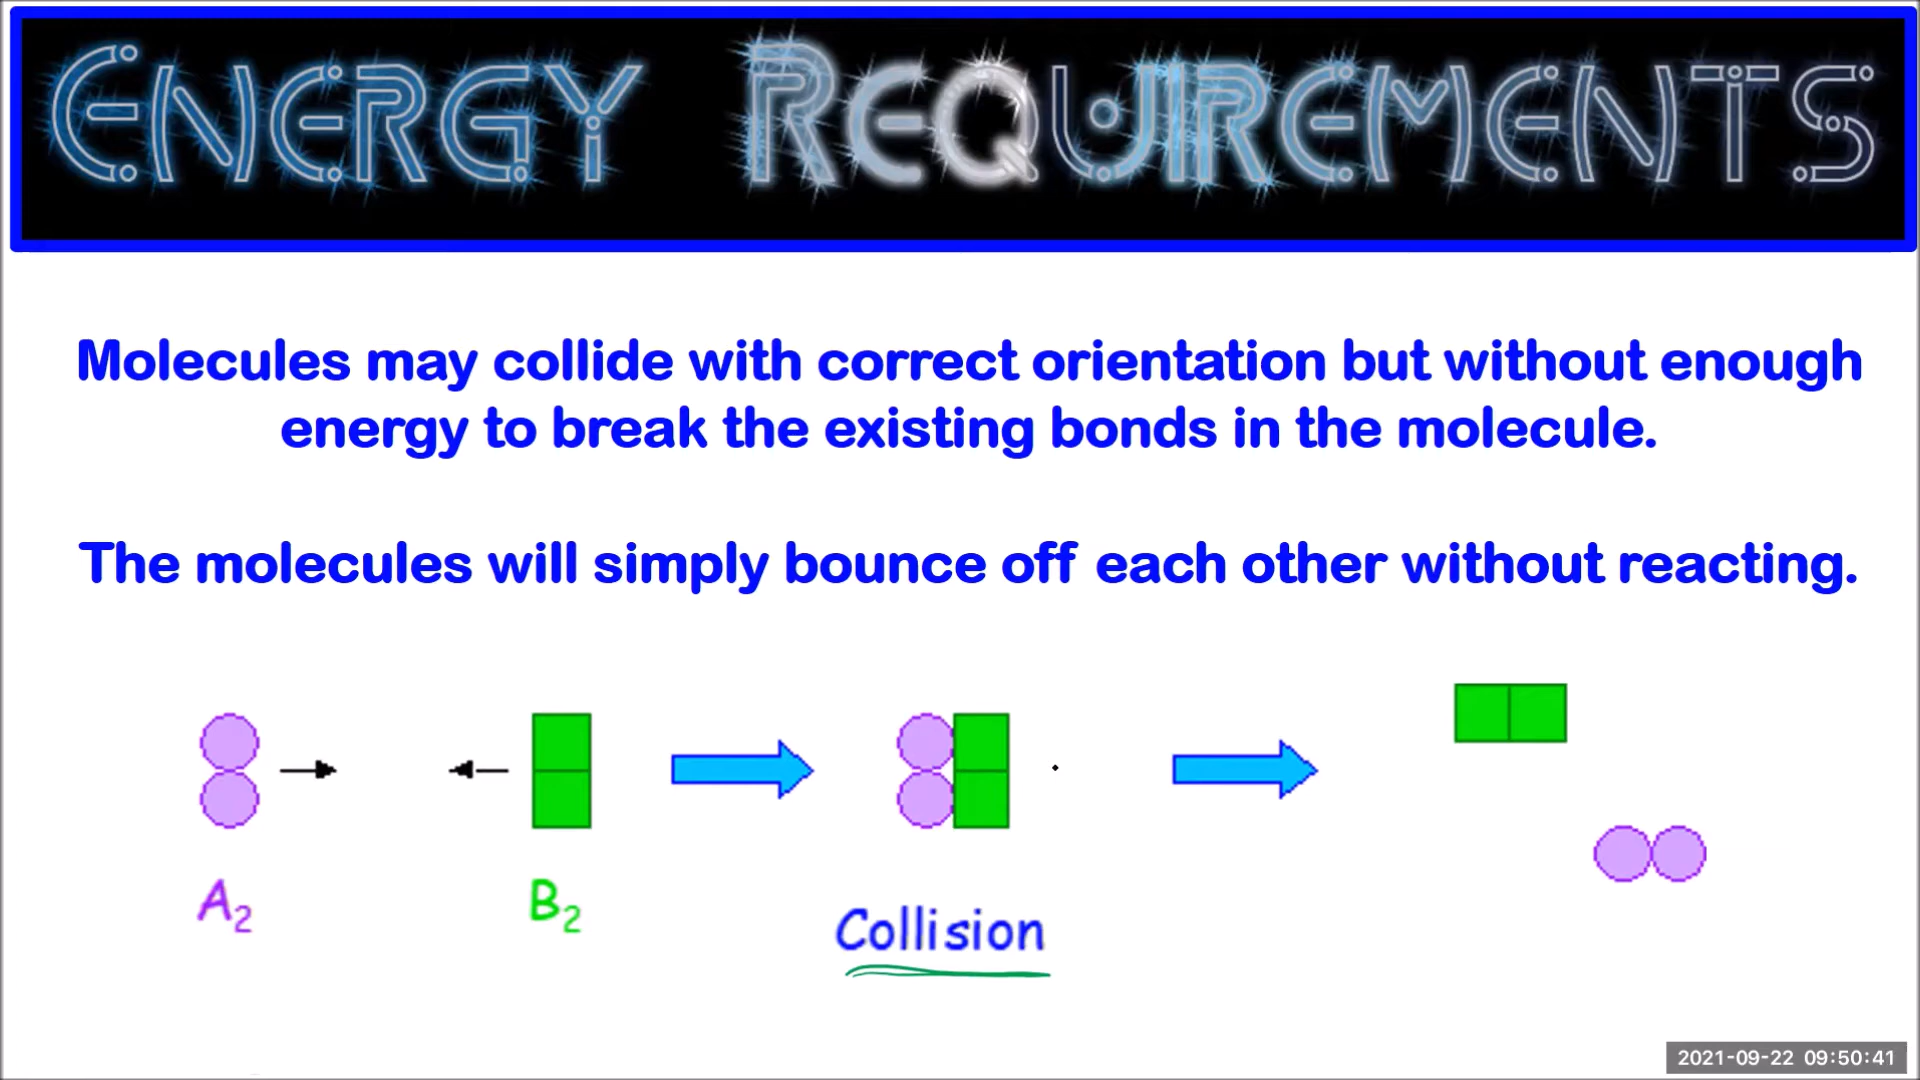 ENERGY REQUIREMENTS
Molecules may collide with correct orientation but without enough
energy to break the existing bonds in the molecule.
The molecules will simply bounce off each other without reacting.
A2
B2
Collision
2021-09-22 09:50:41